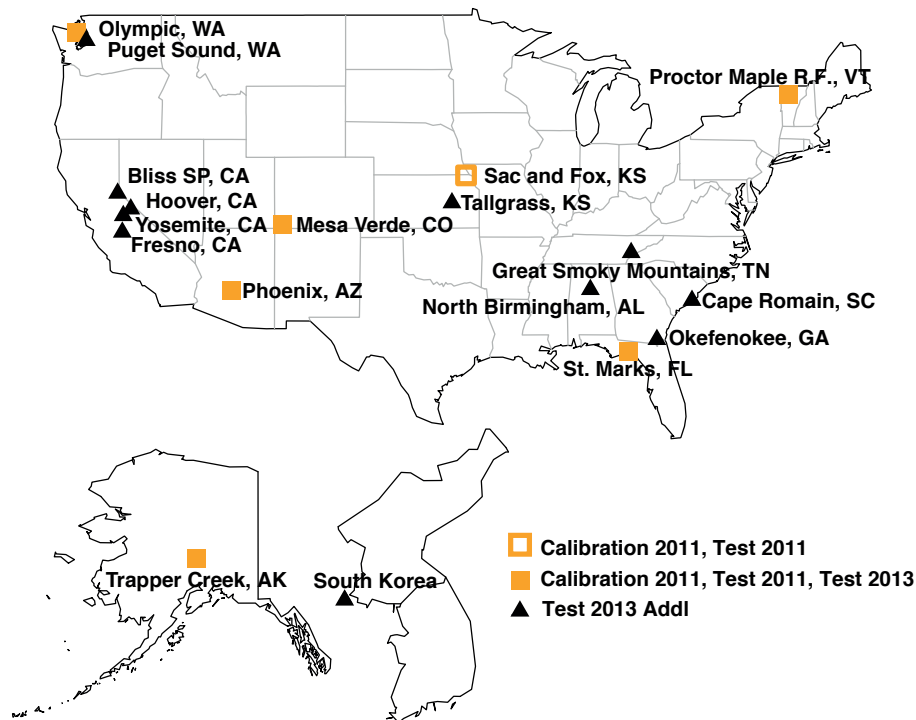 Olympic, WA
Puget Sound, WA
Proctor Maple R.F., VT
Bliss SP, CA
Hoover, CA
Yosemite, CA
Fresno, CA
Mesa Verde, CO
Sac and Fox, KS
Tallgrass, KS
Phoenix, AZ
Great Smoky Mountains, TN
North Birmingham, AL
Cape Romain, SC
Okefenokee, GA
St. Marks, FL
Trapper Creek, AK
South Korea
Calibration 2011, Test 2011
Calibration 2011, Test 2011, Test 2013
Test 2013 Addl